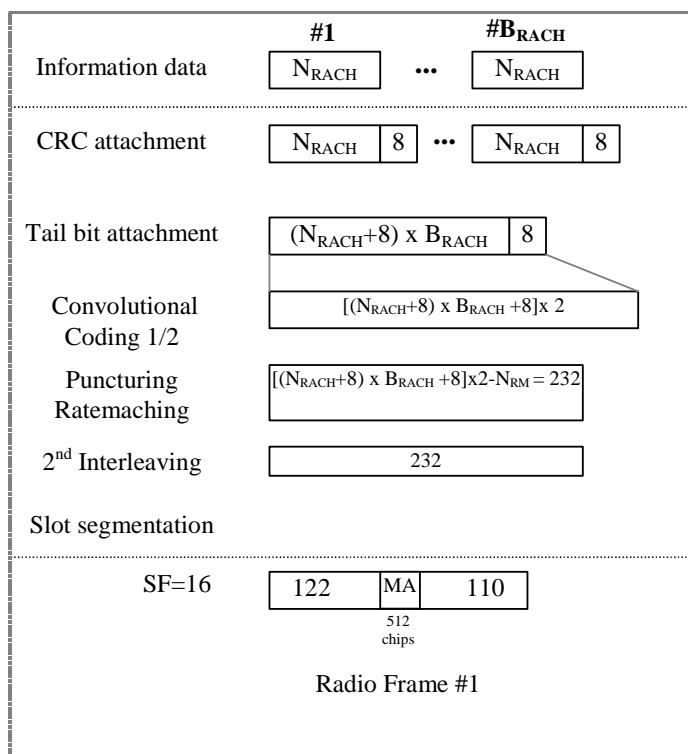 #1 #B_RACH
Information data N_RACH ... N_RACH
CRC attachment N_RACH 8 ... N_RACH 8
Tail bit attachment (N_RACH+8) x B_RACH 8
Convolutional
Coding 1/2
[(N_RACH+8) x B_RACH +8]x 2
Puncturing
Ratemaching
[(N_RACH+8) x B_RACH +8]x2-N_RM = 232
2nd Interleaving 232
Slot segmentation
SF=16 122 MA 110
512
chips
Radio Frame #1